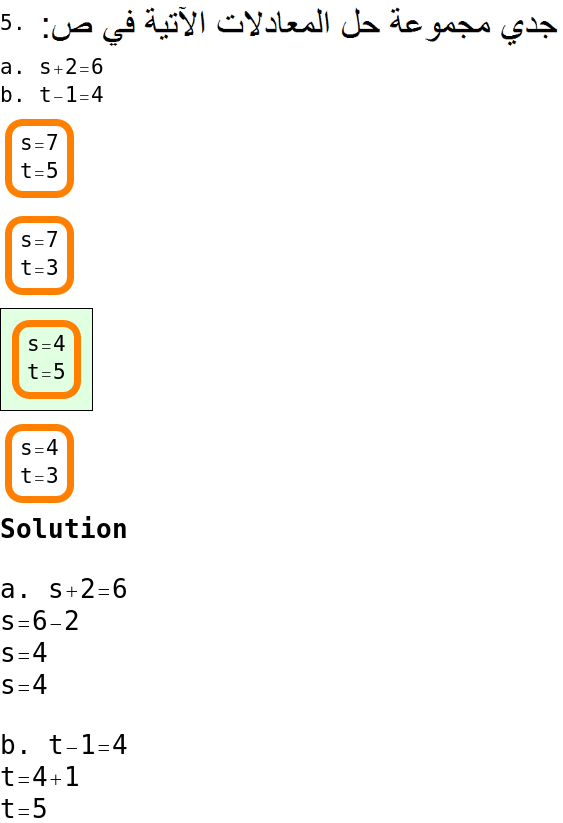 5. جدي مجموعة حل المعادلات الآتية في ص:
a. s+2=6
b. t−1=4
s=7
t=5
s=7
t=3
s=4
t=5
s=4
t=3
Solution
a. s+2=6
s=6−2
s=4
s=4
b. t−1=4
t=4+1
t=5